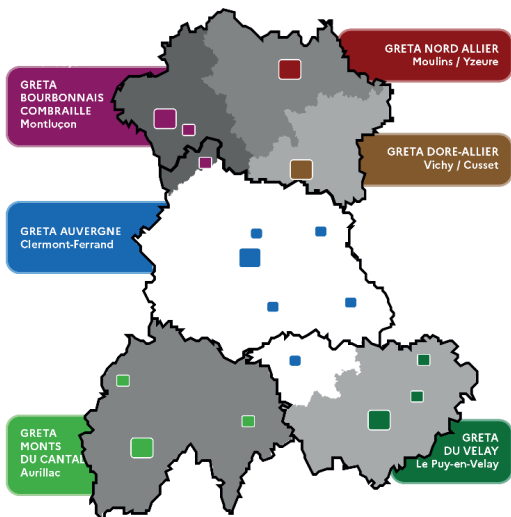 GRETA NORD ALLIER
Moulins / Yzeure
GRETA
BOURBONNAIS
COMBRAILLE
Montluçon
GRETA DORE-ALLIER
Vichy / Cusset
GRETA AUVERGNE
Clermont-Ferrand
GRETA
MONTS
DU CANTAL
Aurillac
GRETA
DU VELAY
Le Puy-en-Velay